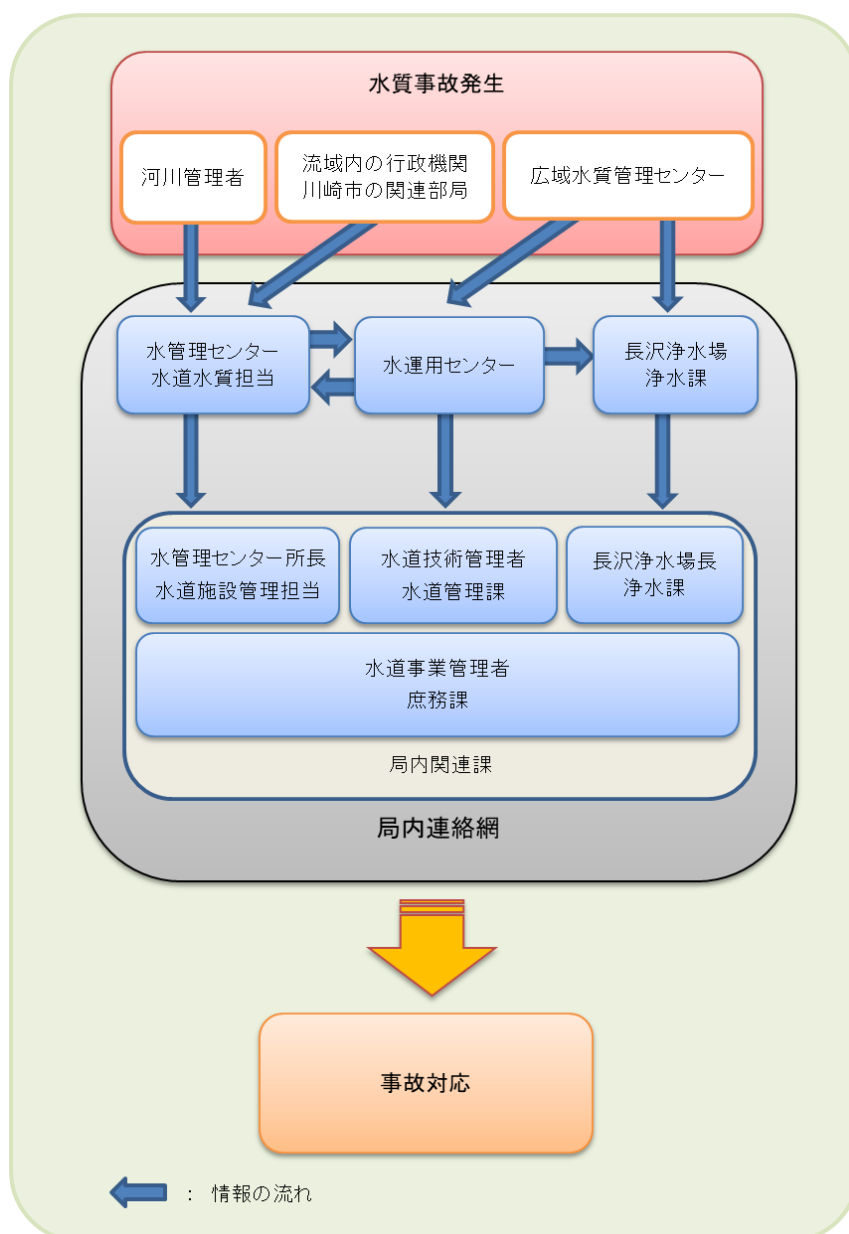 水質事故発生
河川管理者
流域内の行政機関
川崎市の関連部局
広域水質管理センター
水管理センター
水道水質担当
水運用センター
長沢浄水場
浄水課
水管理センター所長
水道施設管理担当
水道技術管理者
水道管理課
長沢浄水場長
浄水課
水道事業管理者
庶務課
局内関連課
局内連絡網
事故対応
： 情報の流れ